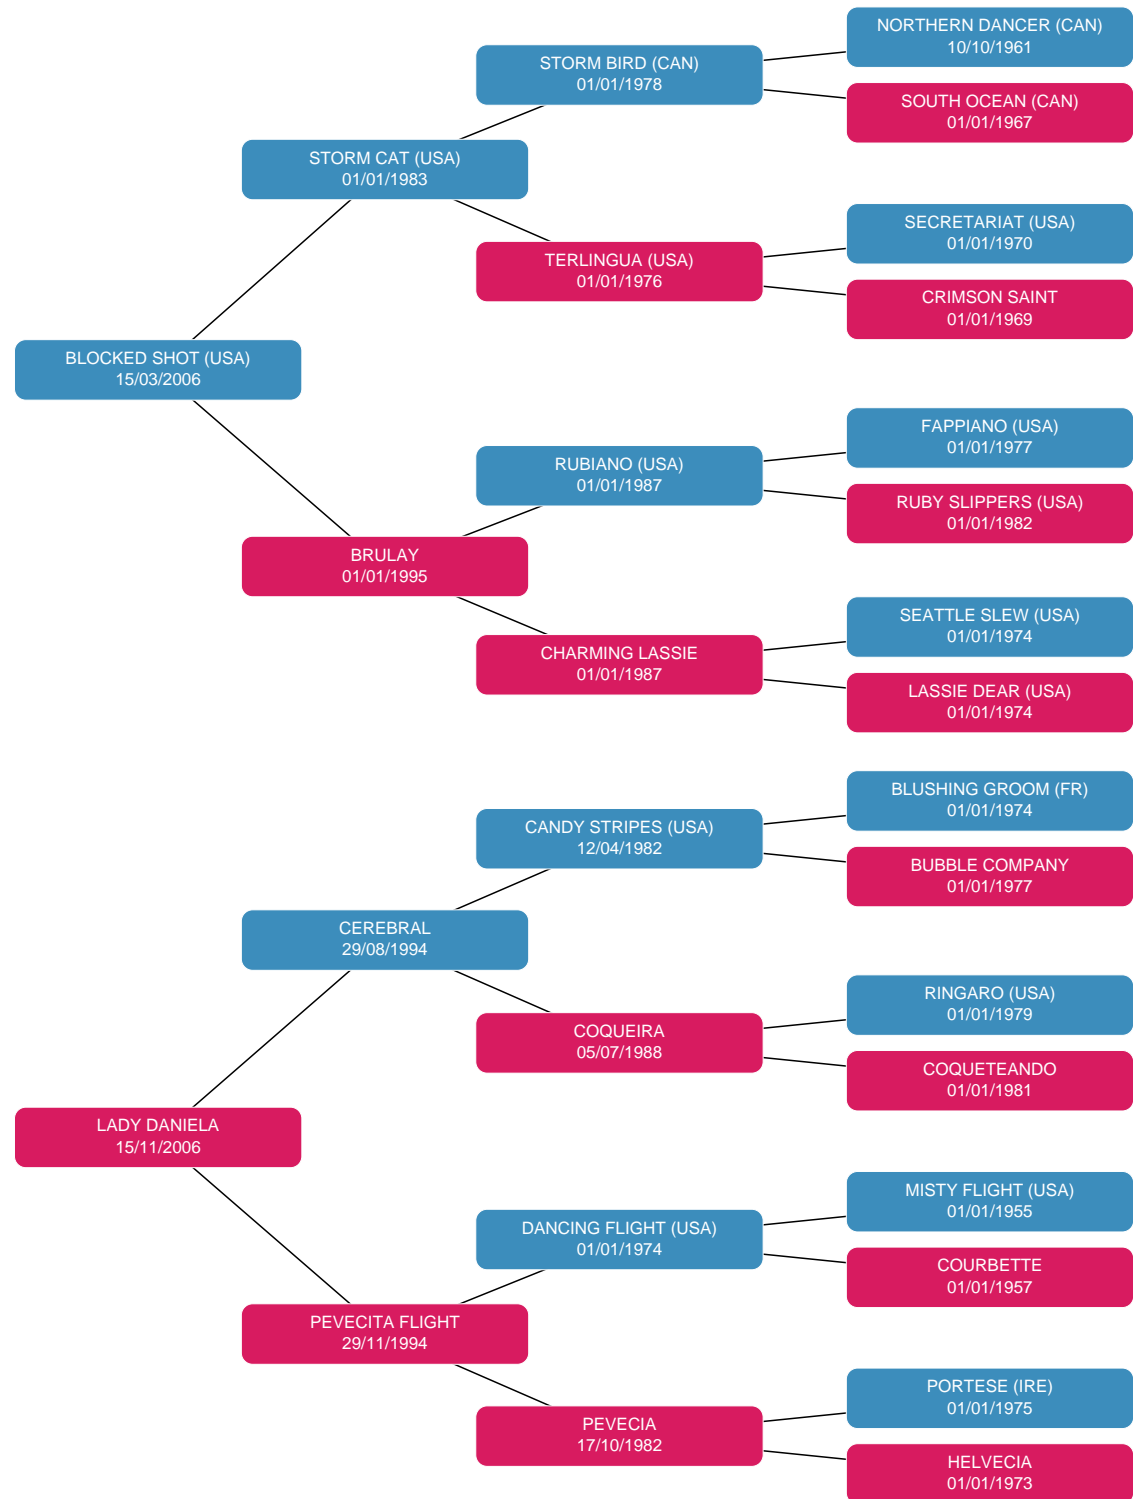 NORTHERN DANCER (CAN)
10/10/1961
STORM BIRD (CAN)
01/01/1978
SOUTH OCEAN (CAN)
01/01/1967
STORM CAT (USA)
01/01/1983
SECRETARIAT (USA)
01/01/1970
TERLINGUA (USA)
01/01/1976
CRIMSON SAINT
01/01/1969
BLOCKED SHOT (USA)
15/03/2006
FAPPIANO (USA)
01/01/1977
RUBIANO (USA)
01/01/1987
RUBY SLIPPERS (USA)
01/01/1982
BRULAY
01/01/1995
SEATTLE SLEW (USA)
01/01/1974
CHARMING LASSIE
01/01/1987
LASSIE DEAR (USA)
01/01/1974
BLUSHING GROOM (FR)
01/01/1974
CANDY STRIPES (USA)
12/04/1982
BUBBLE COMPANY
01/01/1977
CEREBRAL
29/08/1994
RINGARO (USA)
01/01/1979
COQUEIRA
05/07/1988
COQUETEANDO
01/01/1981
LADY DANIELA
15/11/2006
MISTY FLIGHT (USA)
01/01/1955
DANCING FLIGHT (USA)
01/01/1974
COURBETTE
01/01/1957
PEVECITA FLIGHT
29/11/1994
PORTESE (IRE)
01/01/1975
PEVECIA
17/10/1982
HELVECIA
01/01/1973